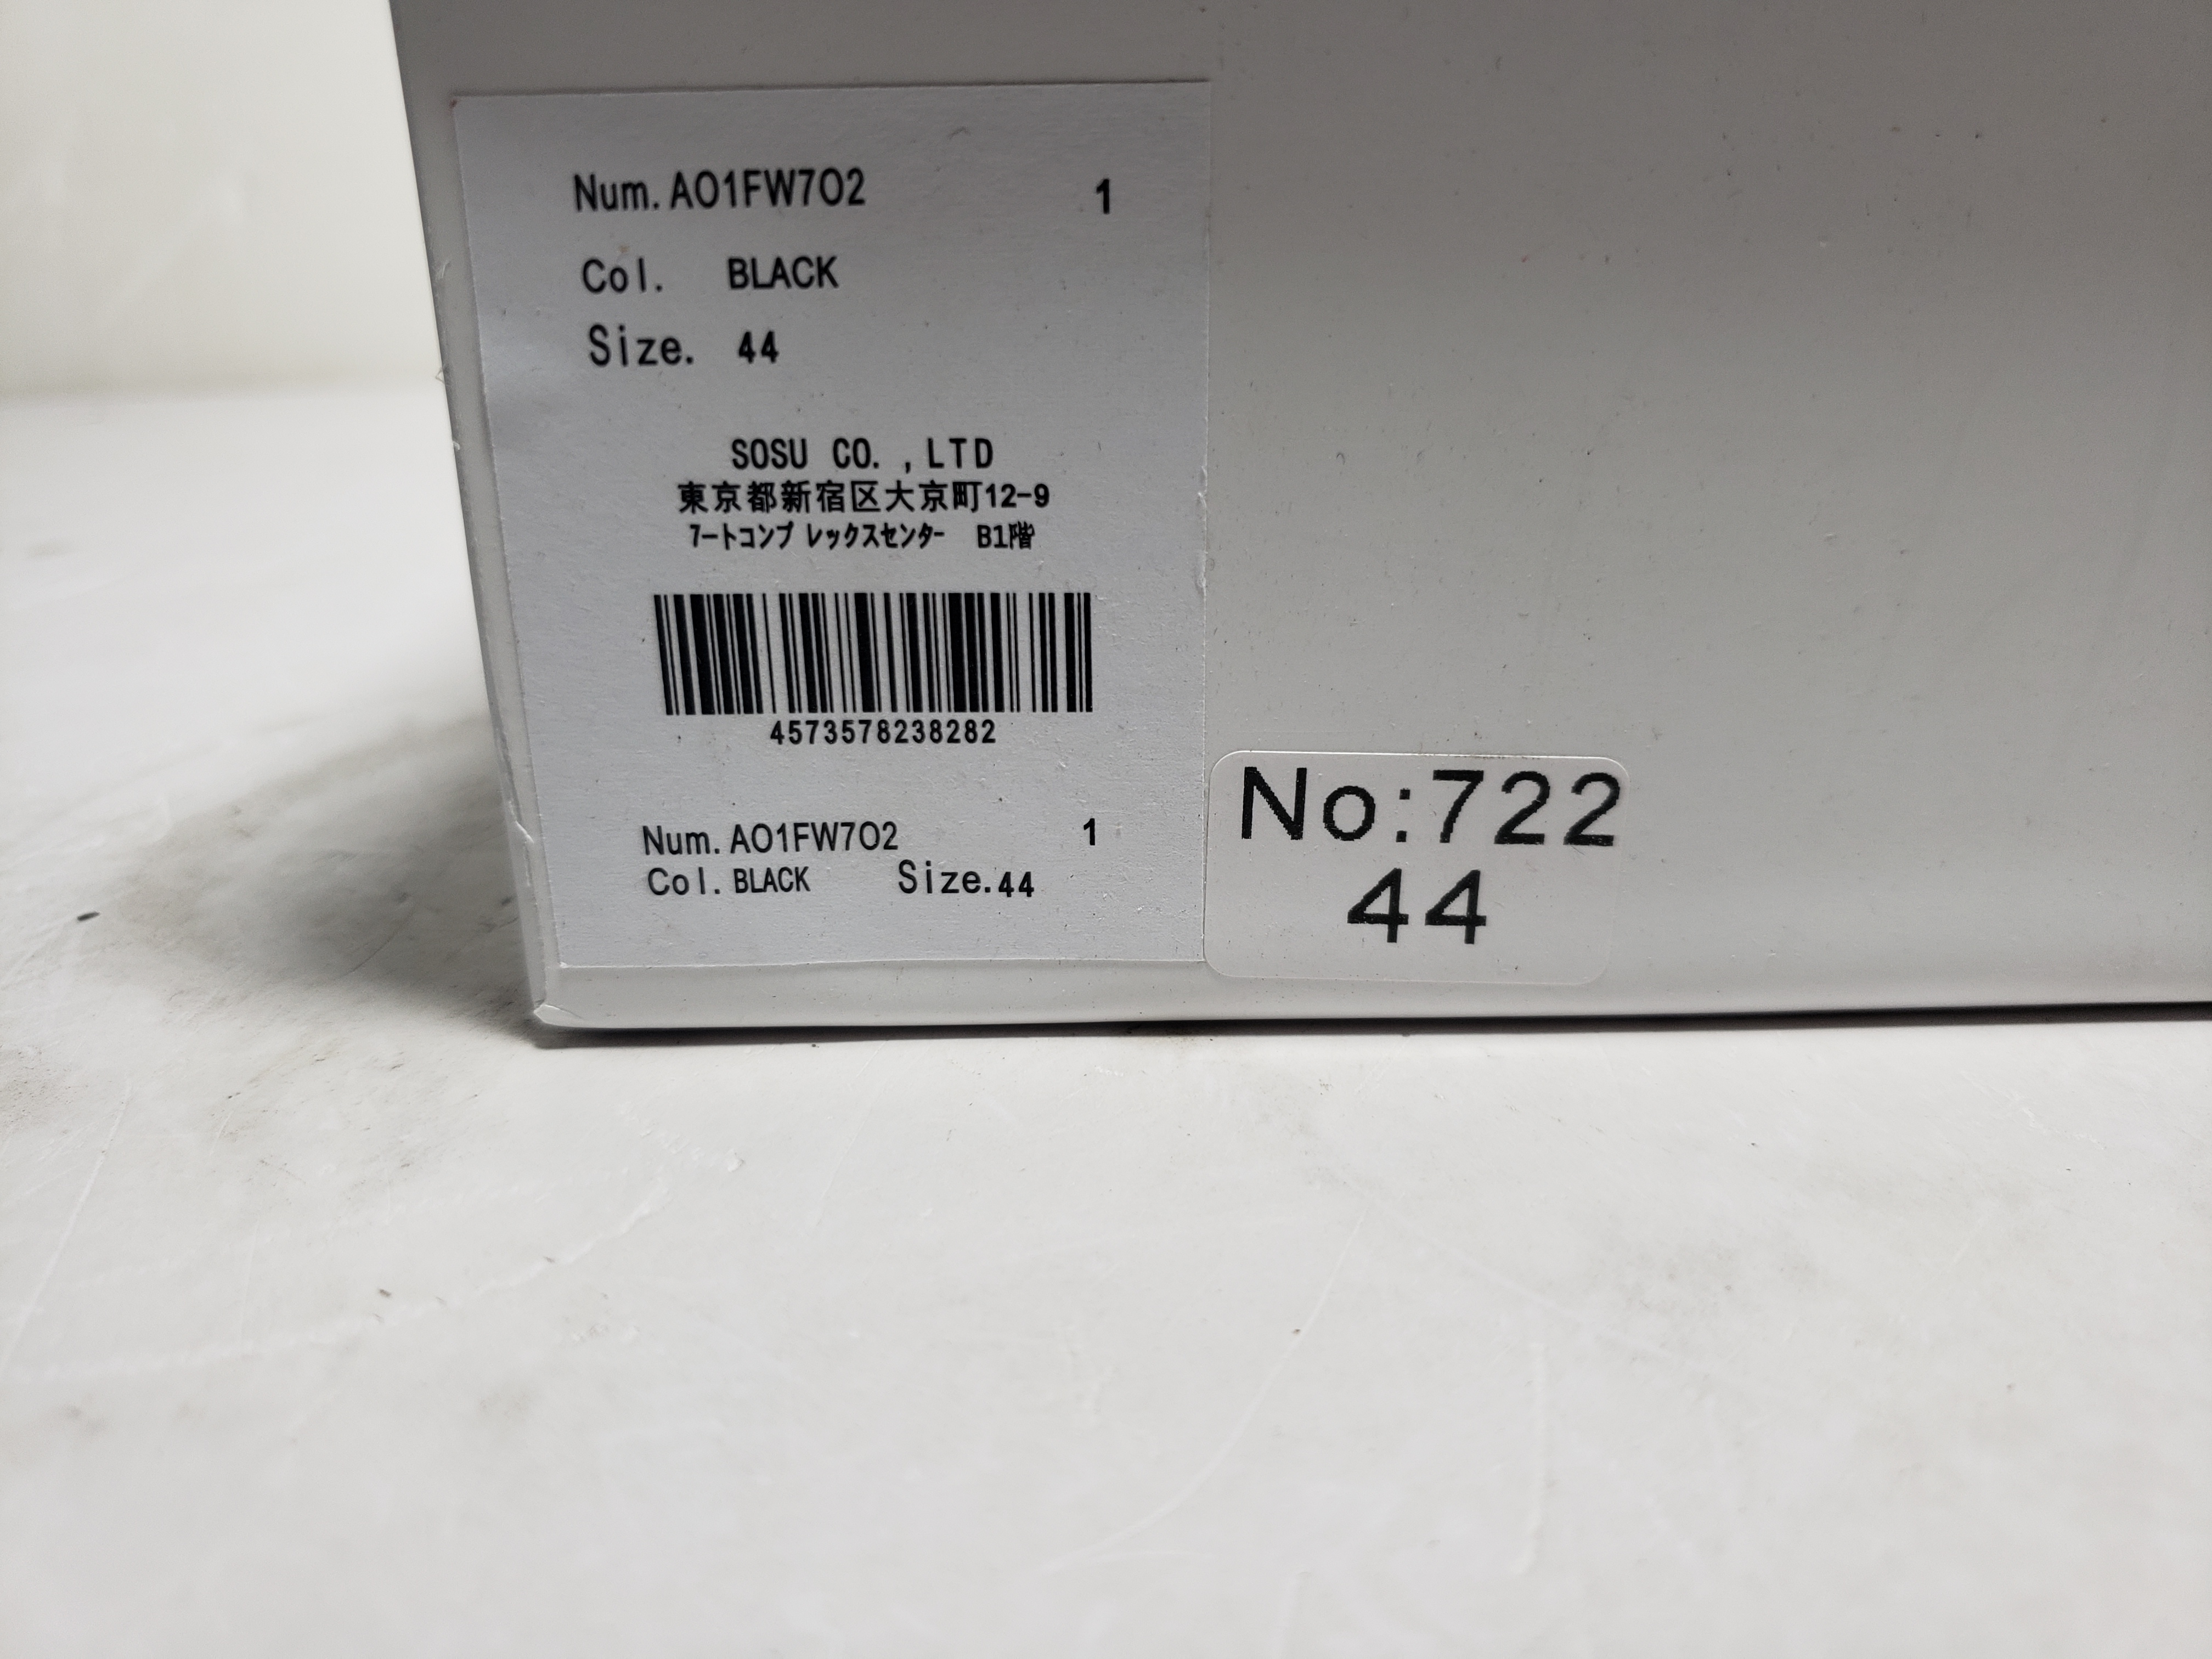 Num. A01FW702 1
Col. BLACK
Size. 44
SOSU CO. ,LTD
東京都新宿区大京町12-9
ｱｰﾄｺﾝﾌﾟﾚｯｸｽｾﾝﾀｰ B1階
4573578238282
Num. A01FW702 1
Col. BLACK Size. 44
No:722
44